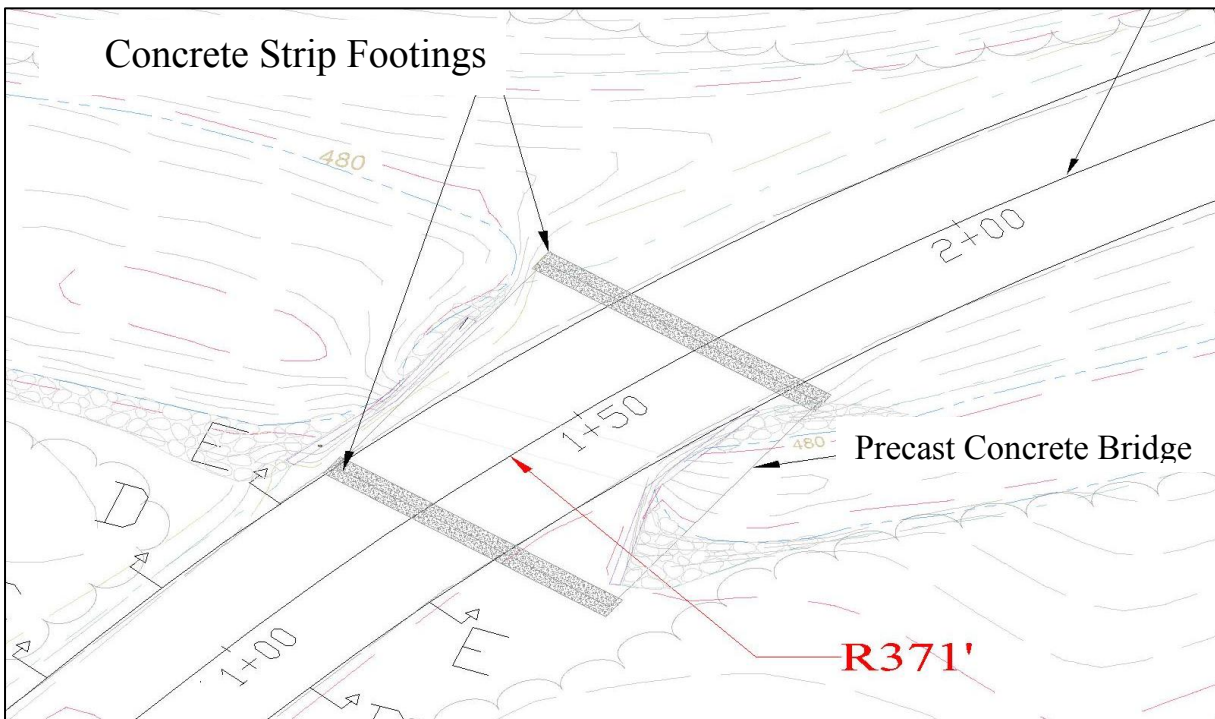 Concrete Strip Footings
480
2+00
1+50
E
480
Precast Concrete Bridge
D
E
1+00
R371'
D